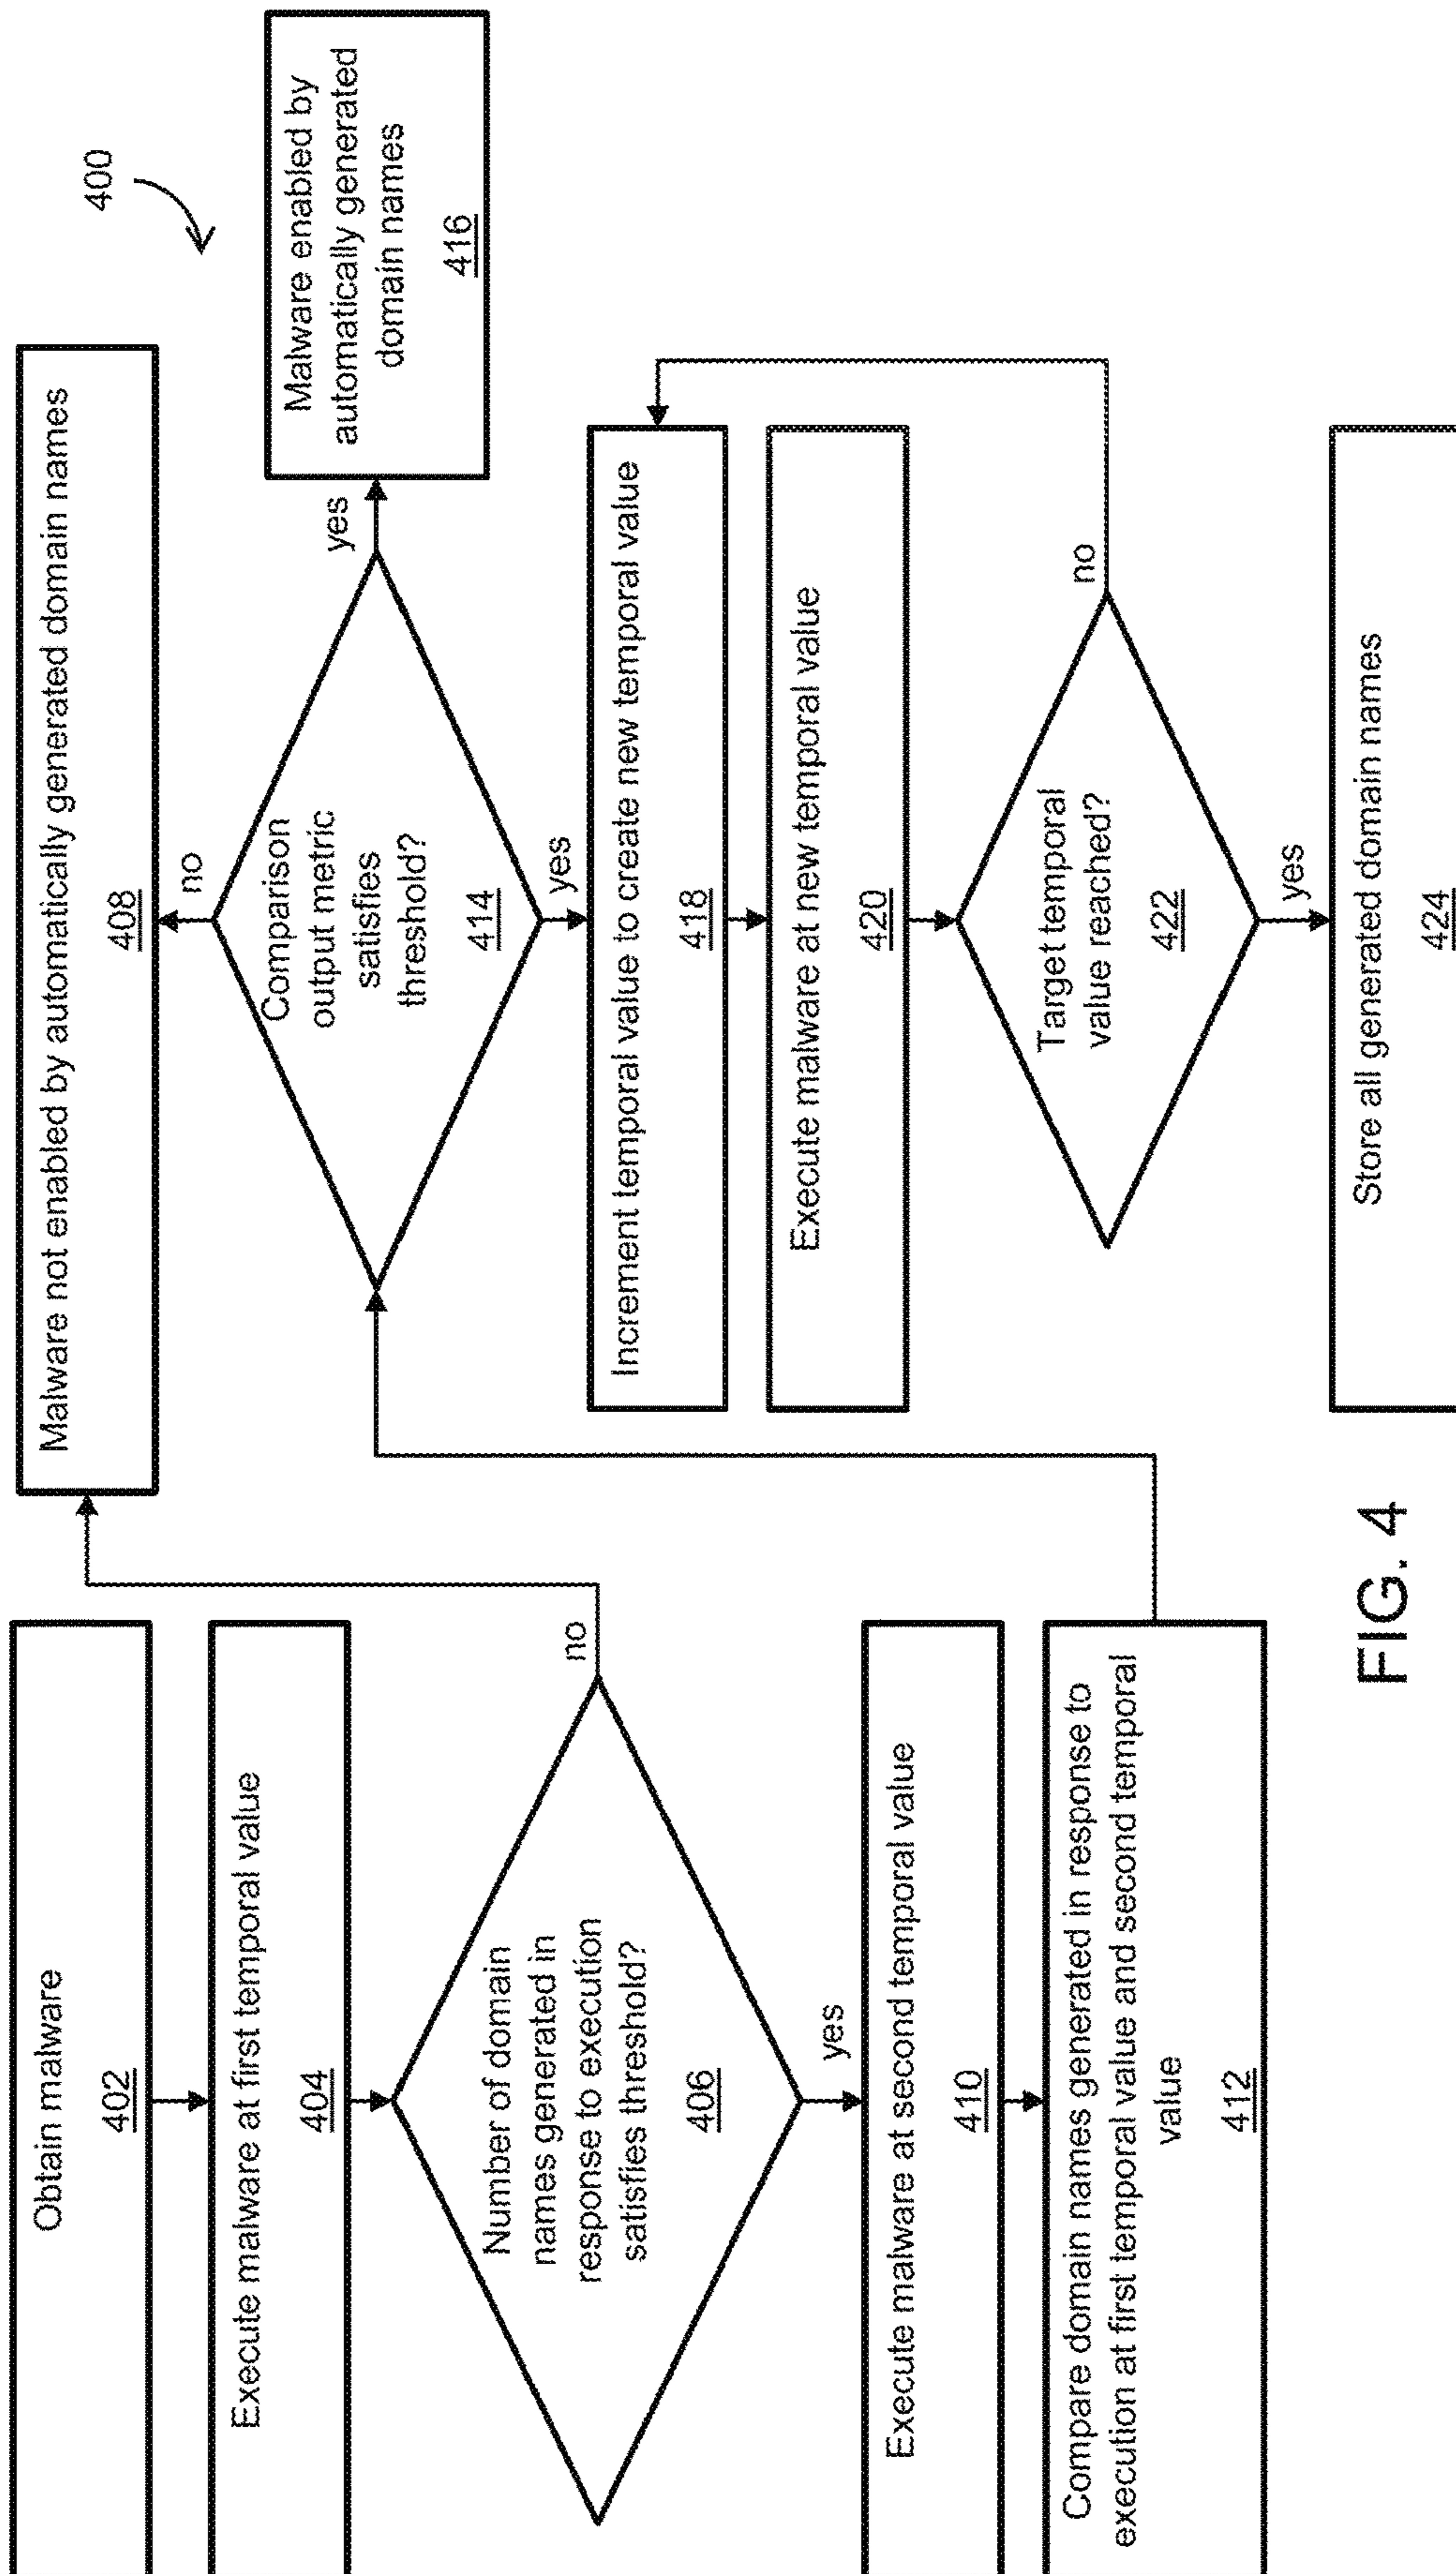 400
Obtain malware
402
Execute malware at first temporal value
404
Number of domain
names generated in
response to execution
satisfies threshold?
406
no
yes
Execute malware at second temporal value
410
Compare domain names generated in response to
execution at first temporal value and second temporal
value
412
Malware not enabled by automatically generated domain names
408
no
Comparison
output metric
satisfies
threshold?
414
yes
Malware enabled by
automatically generated
domain names
416
yes
Increment temporal value to create new temporal value
418
Execute malware at new temporal value
420
Target temporal
value reached?
422
no
yes
Store all generated domain names
424
FIG. 4